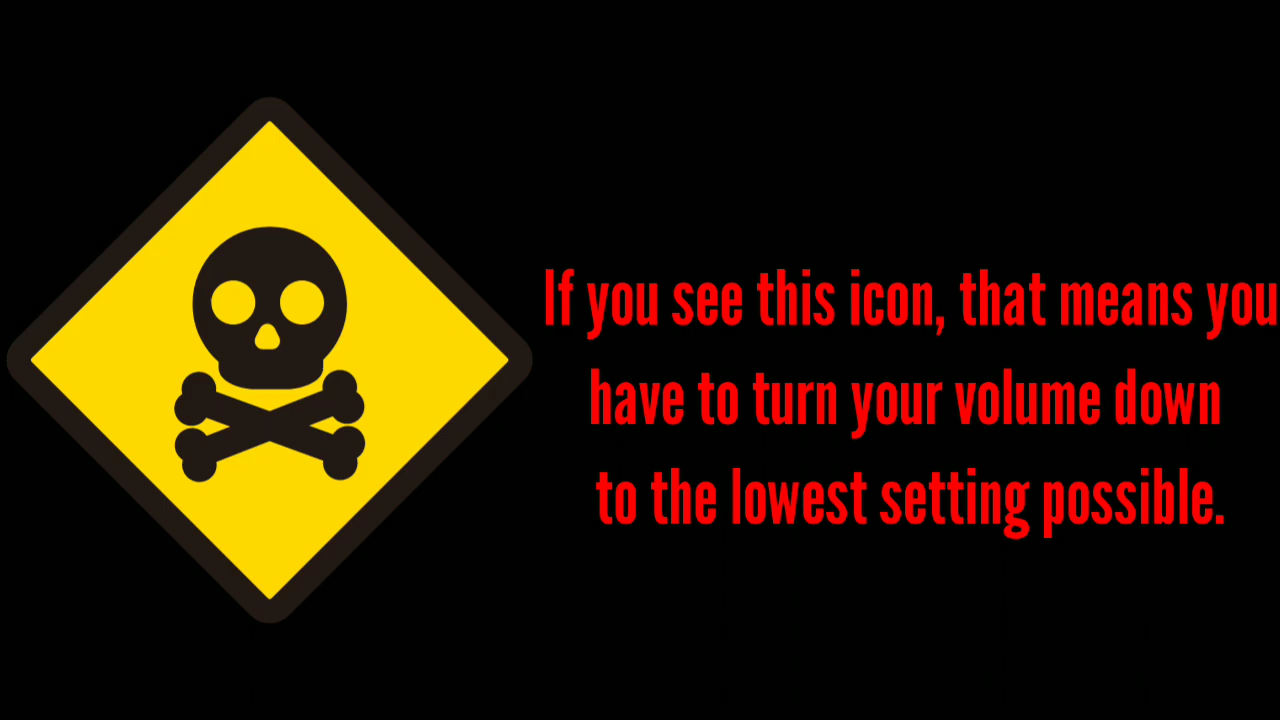 If you see this icon, that means you
have to turn your volume down
to the lowest setting possible.